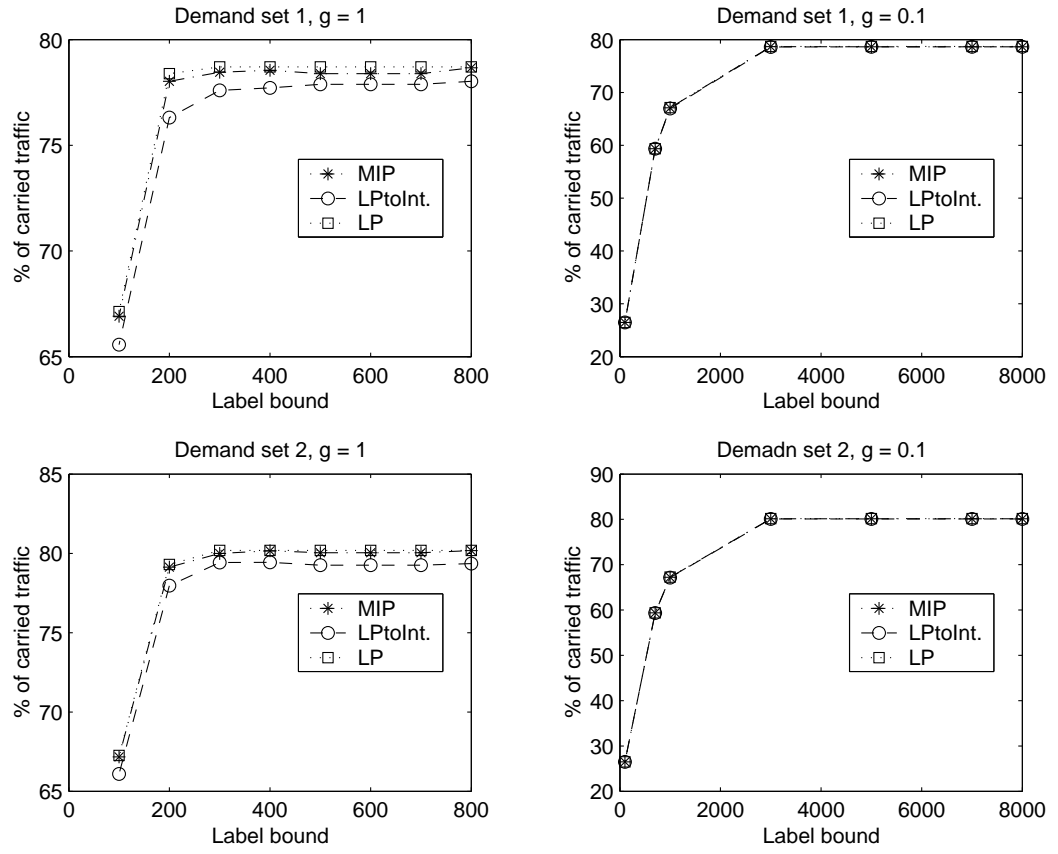 Demand set 1, g = 1
80
75
70
65
% of carried traffic
MIP
LPtoInt.
LP
0
200
400
600
800
Label bound
Demand set 1, g = 0.1
80
70
60
50
40
30
20
% of carried traffic
MIP
LPtoInt.
LP
0
2000
4000
6000
8000
Label bound
Demand set 2, g = 1
85
80
75
70
65
% of carried traffic
MIP
LPtoInt.
LP
0
200
400
600
800
Label bound
Demadn set 2, g = 0.1
90
80
70
60
50
40
30
20
% of carried traffic
MIP
LPtoInt.
LP
0
2000
4000
6000
8000
Label bound